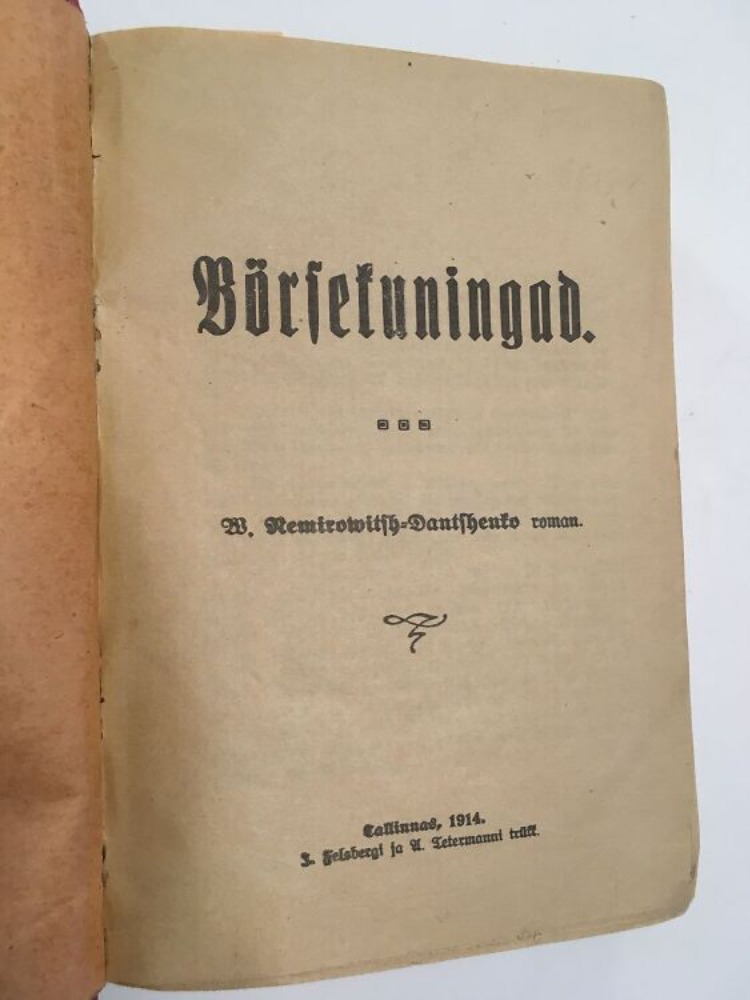 Börsekuningad.
W. Nemirowitsh-Dantshenko roman.
Tallinnas, 1914.
J. Felsbergi ja A. Tetermanni trükk.